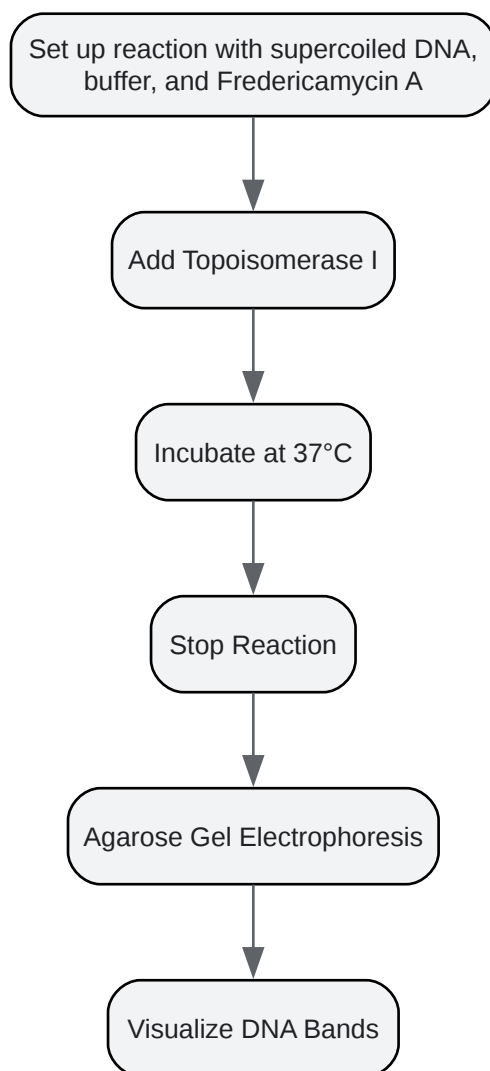 Set up reaction with supercoiled DNA,
buffer, and Fredericamycin A
Add Topoisomerase I
Incubate at 37°C
Stop Reaction
Agarose Gel Electrophoresis
Visualize DNA Bands